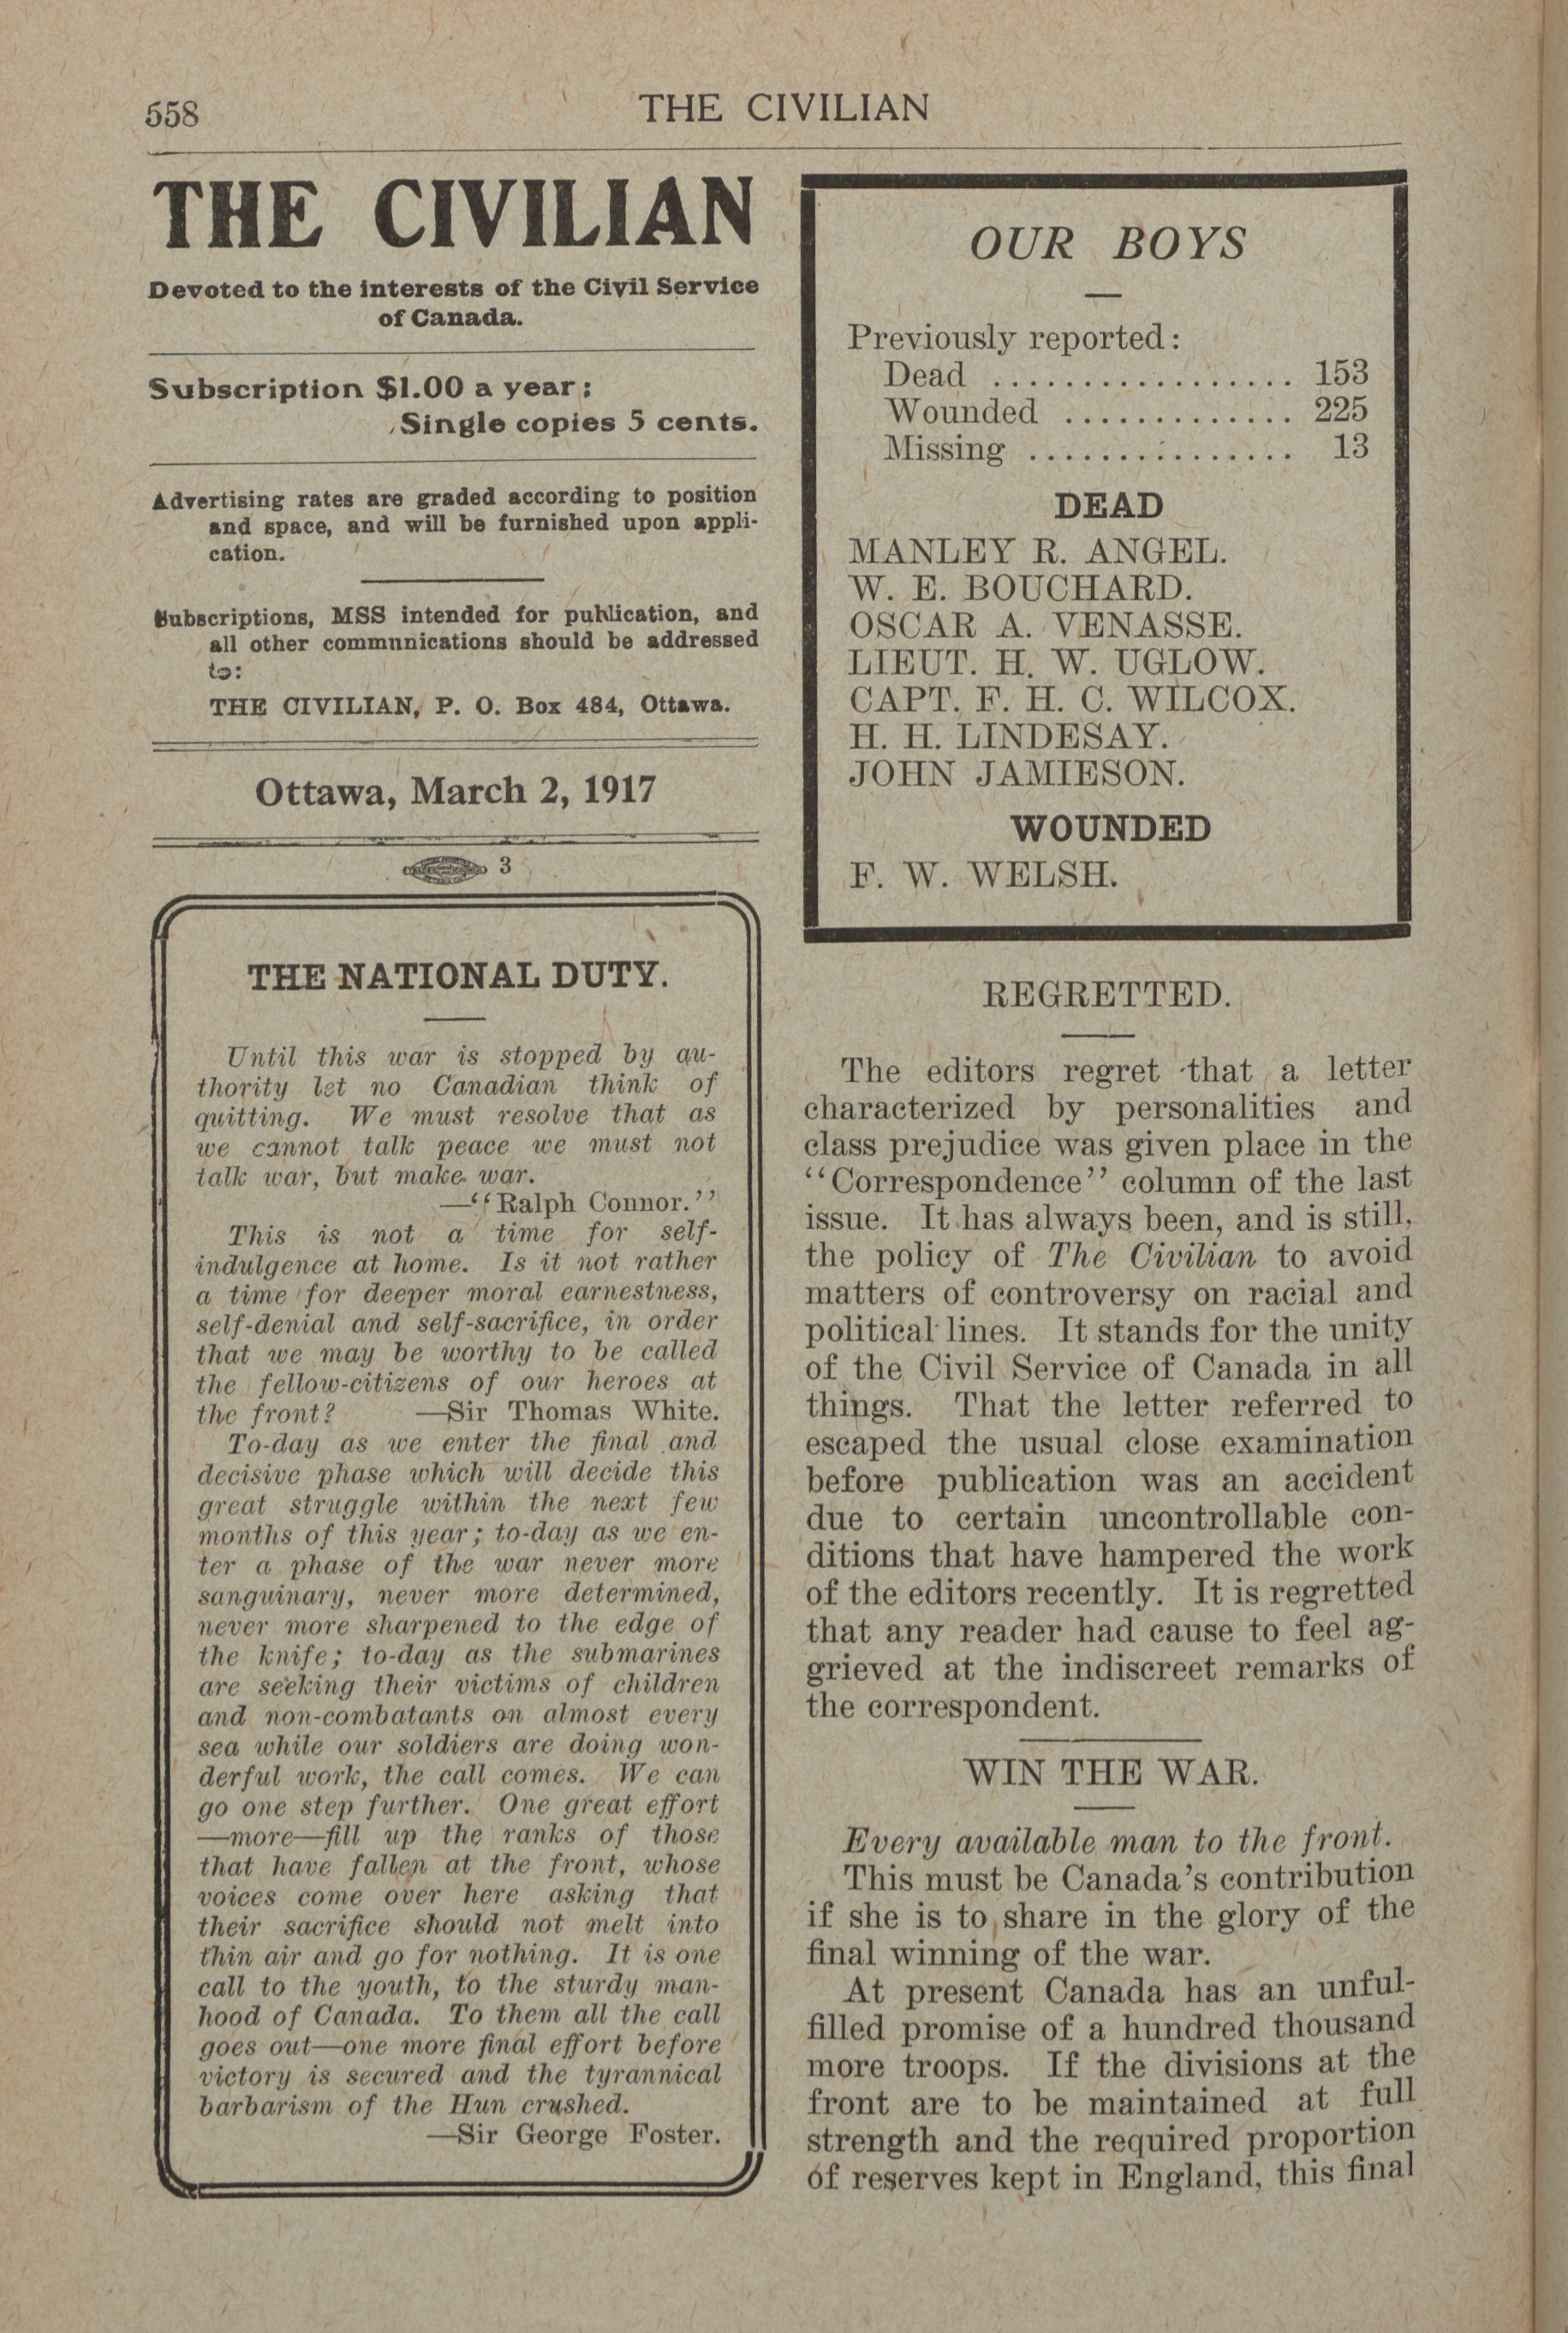 558
THE CIVILIAN
THE CIVILIAN
Devoted to the interests of the Civil Service
of Canada.
Subscription $1.00 a year;
Single copies 5 cents.
Advertising rates are graded according to position
and space, and will be furnished upon appli-
cation.
Subscriptions, MSS intended for publication, and
all other communications should be addressed
to:
THE CIVILIAN, P. O. Box 484, Ottawa.
Ottawa, March 2, 1917
3
THE NATIONAL DUTY.
Until this war is stopped by au-
thority let no Canadian think of
quitting. We must resolve that as
we cannot talk peace we must not
talk war, but make war.
—"Ralph Connor."
This is not a time for self-
indulgence at home. Is it not rather
a time for deeper moral earnestness,
self-denial and self-sacrifice, in order
that we may be worthy to be called
the fellow-citizens of our heroes at
the front? —Sir Thomas White.
To-day as we enter the final and
decisive phase which will decide this
great struggle within the next few
months of this year; to-day as we en-
ter a phase of the war never more
sanguinary, never more determined,
never more sharpened to the edge of
the knife; to-day as the submarines
are seeking their victims of children
and non-combatants on almost every
sea while our soldiers are doing won-
derful work, the call comes. We can
go one step further. One great effort
—more—fill up the ranks of those
that have fallen at the front, whose
voices come over here asking that
their sacrifice should not melt into
thin air and go for nothing. It is one
call to the youth, to the sturdy man-
hood of Canada. To them all the call
goes out—one more final effort before
victory is secured and the tyrannical
barbarism of the Hun crushed.
—Sir George Foster.
OUR BOYS
Previously reported:
Dead ................. 153
Wounded ............. 225
Missing ............... 13
DEAD
MANLEY R. ANGEL.
W. E. BOUCHARD.
OSCAR A. VENASSE.
LIEUT. H. W. UGLOW.
CAPT. F. H. C. WILCOX.
H. H. LINDESAY.
JOHN JAMIESON.
WOUNDED
F. W. WELSH.
REGRETTED.
The editors regret that a letter
characterized by personalities and
class prejudice was given place in the
"Correspondence" column of the last
issue. It has always been, and is still,
the policy of The Civilian to avoid
matters of controversy on racial and
political lines. It stands for the unity
of the Civil Service of Canada in all
things. That the letter referred to
escaped the usual close examination
before publication was an accident
due to certain uncontrollable con-
ditions that have hampered the work
of the editors recently. It is regretted
that any reader had cause to feel ag-
grieved at the indiscreet remarks of
the correspondent.
WIN THE WAR.
Every available man to the front.
This must be Canada's contribution
if she is to share in the glory of the
final winning of the war.
At present Canada has an unful-
filled promise of a hundred thousand
more troops. If the divisions at the
front are to be maintained at full
strength and the required proportion
of reserves kept in England, this final